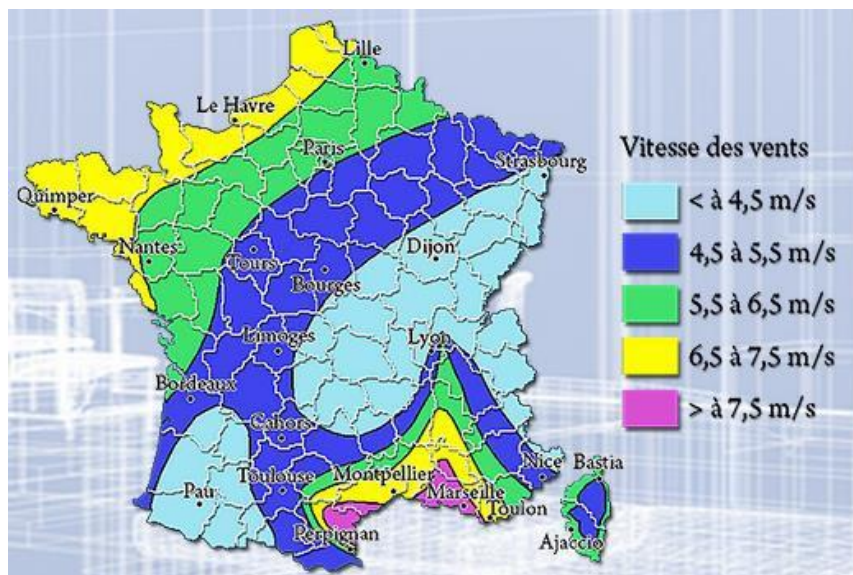 Lille
Le Havre
Paris
Strasbourg
Quimper
Nantes
Dijon
Tours
Bourges
Limoges
Lyon
Bordeaux
Cahors
Toulouse
Montpellier
Nice
Bastia
Pau
Marseille
Toulon
Perpignan
Ajaccio
Vitesse des vents
< à 4,5 m/s
4,5 à 5,5 m/s
5,5 à 6,5 m/s
6,5 à 7,5 m/s
> à 7,5 m/s